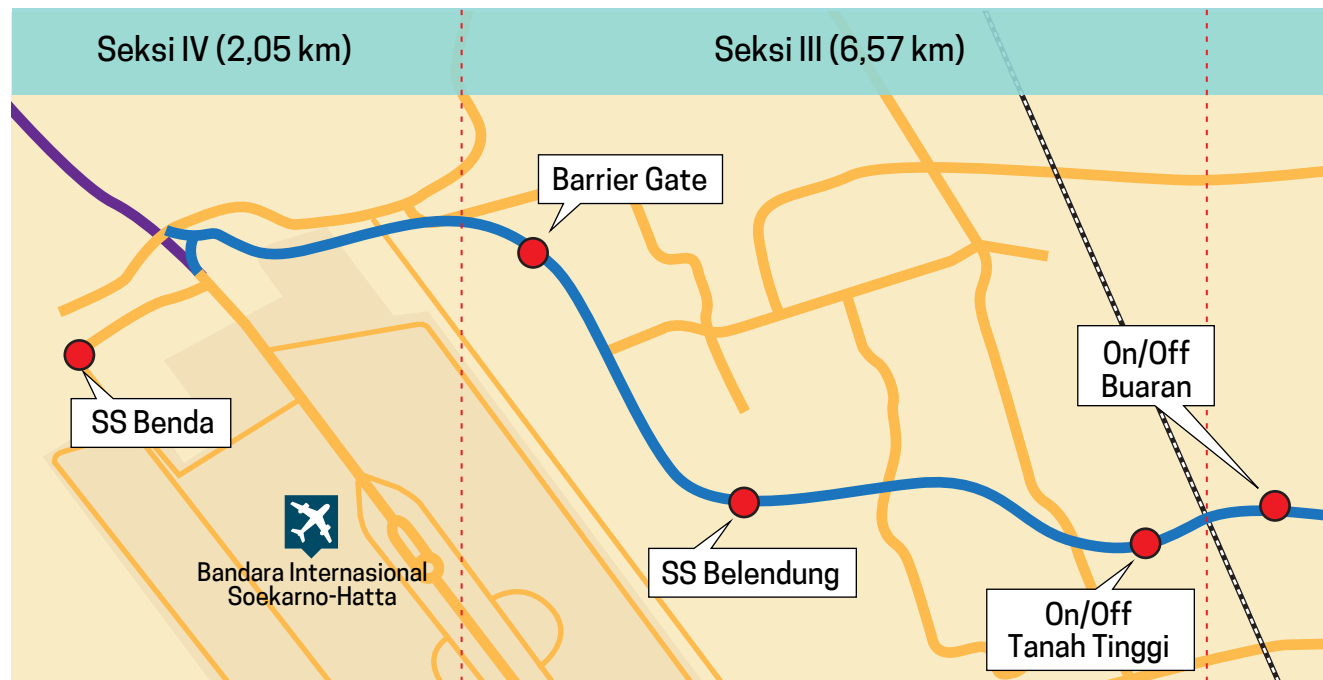 Seksi IV (2,05 km)
Seksi III (6,57 km)
Barrier Gate
On/Off
Buaran
SS Benda
Bandara Internasional
Soekarno-Hatta
SS Belendung
On/Off
Tanah Tinggi